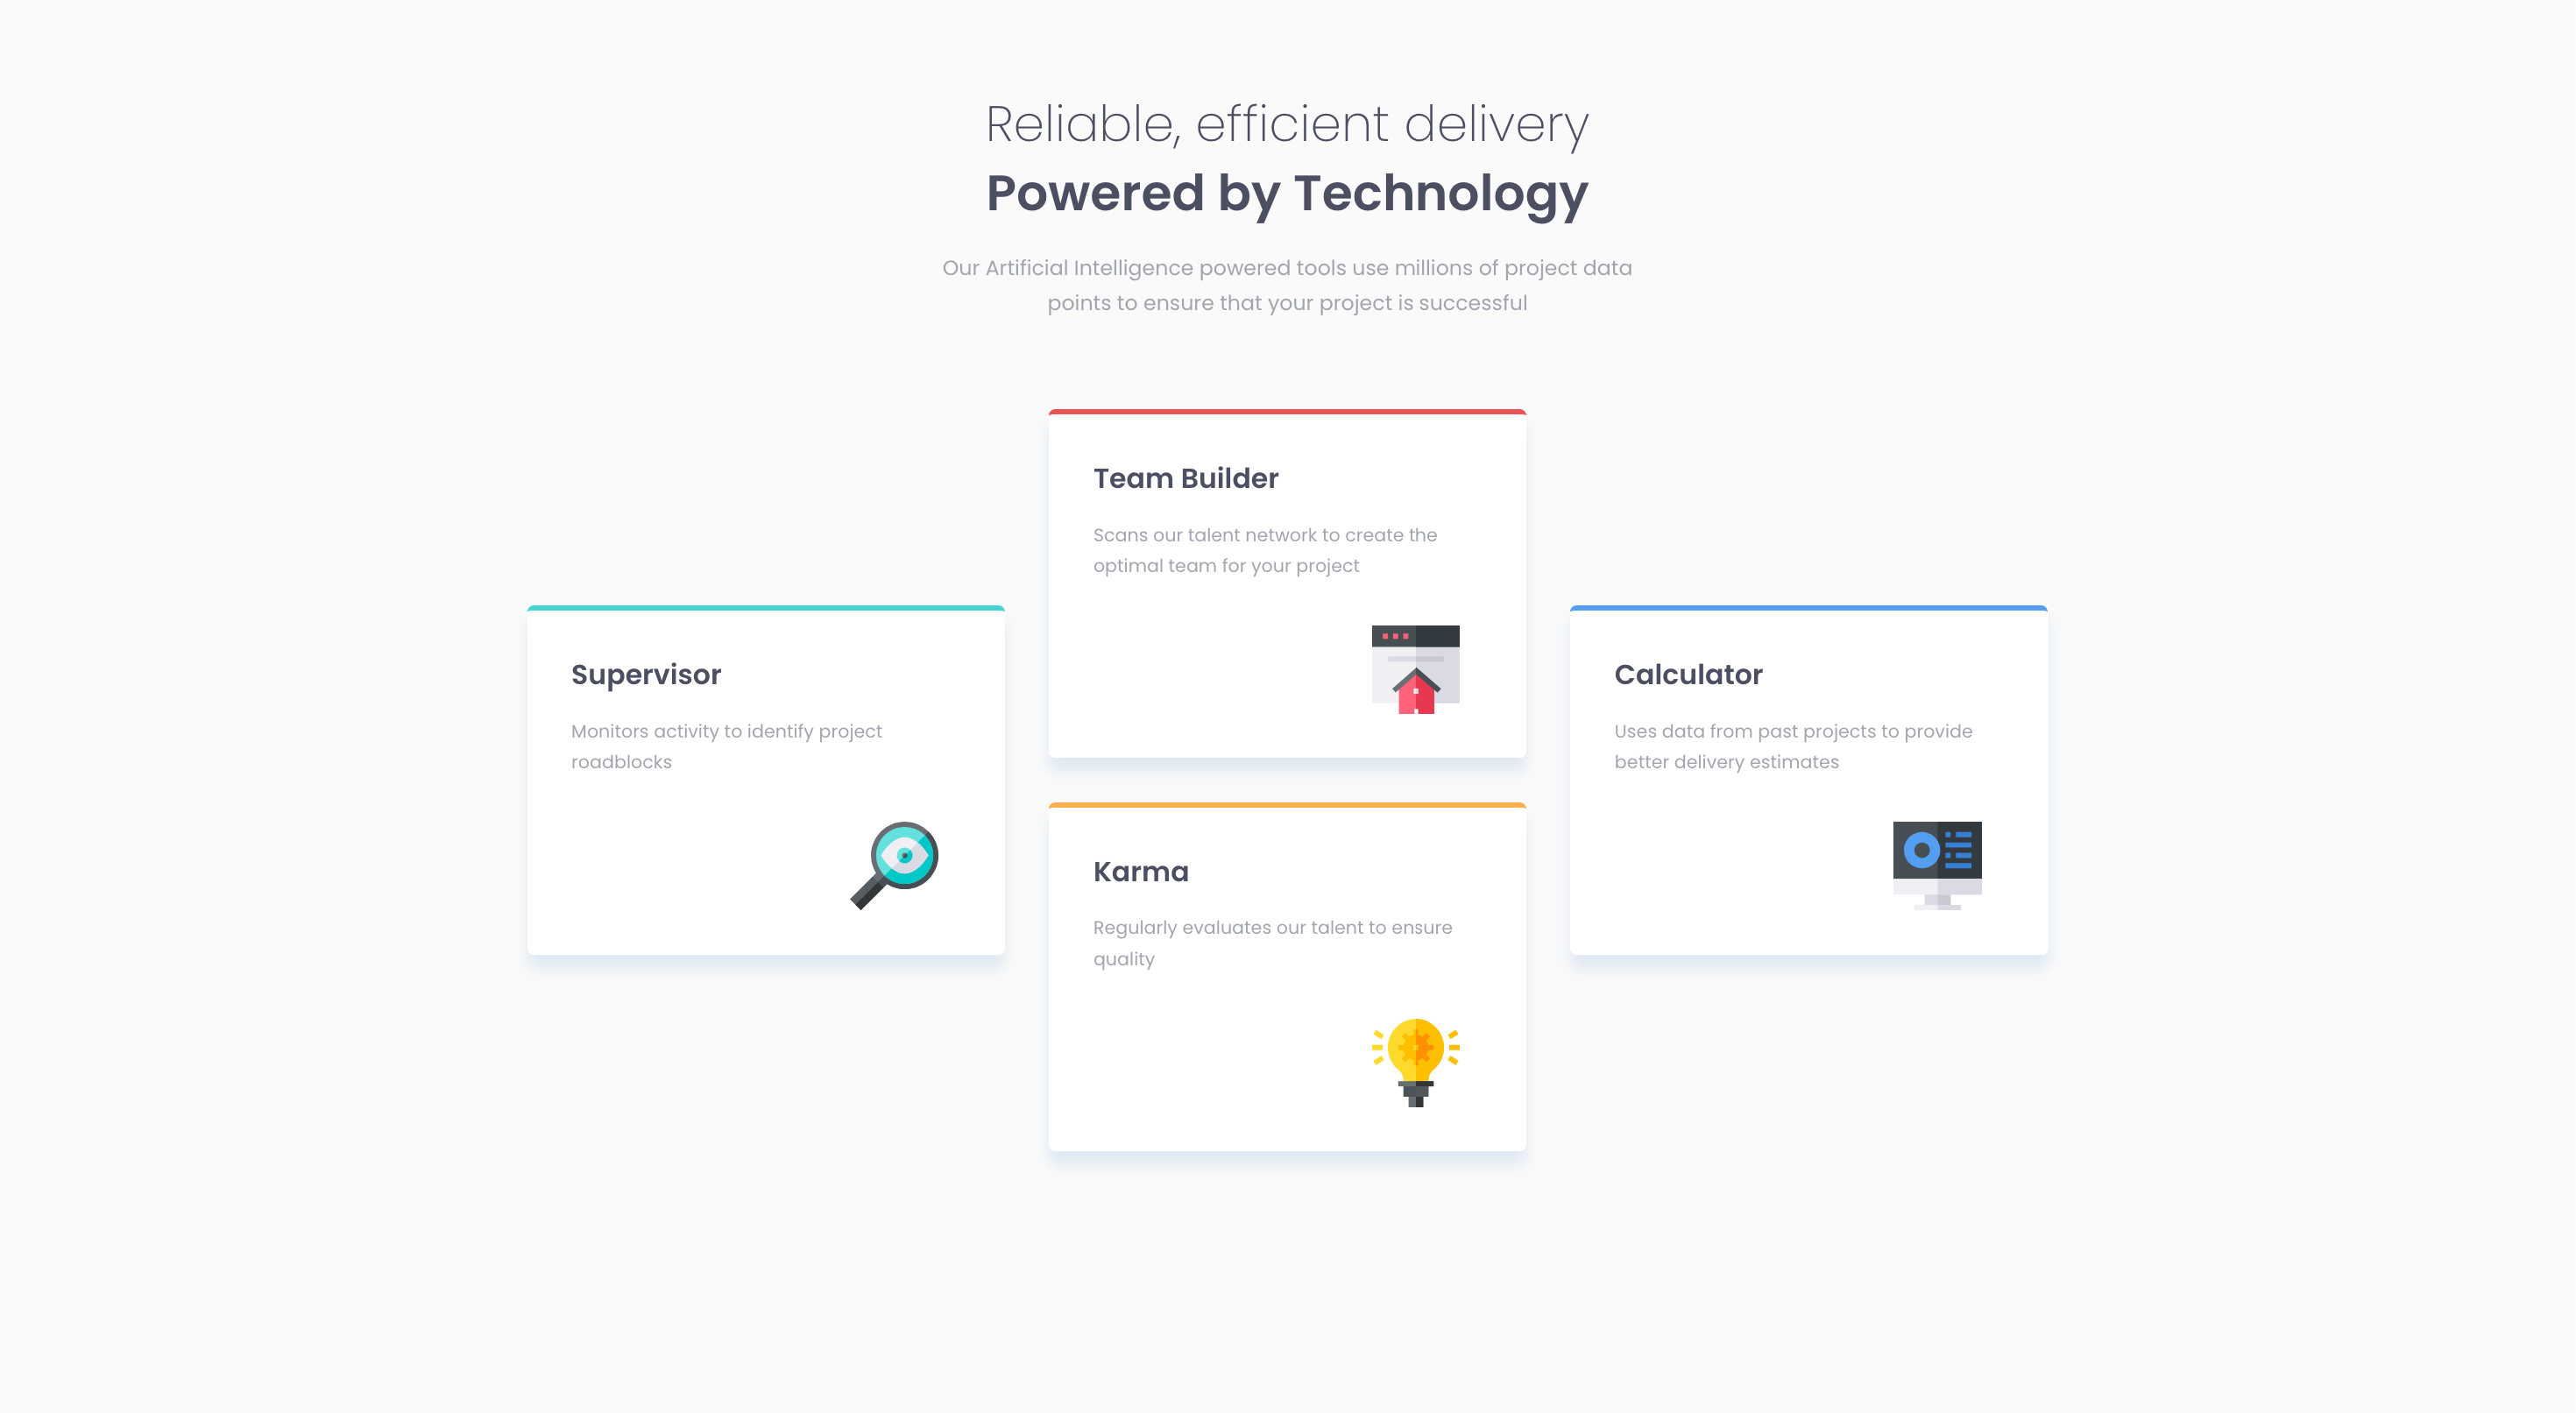 Reliable, efficient delivery
Powered by Technology
Our Artificial Intelligence powered tools use millions of project data
points to ensure that your project is successful
Team Builder
Scans our talent network to create the
optimal team for your project
Supervisor
Monitors activity to identify project
roadblocks
Calculator
Uses data from past projects to provide
better delivery estimates
Karma
Regularly evaluates our talent to ensure
quality